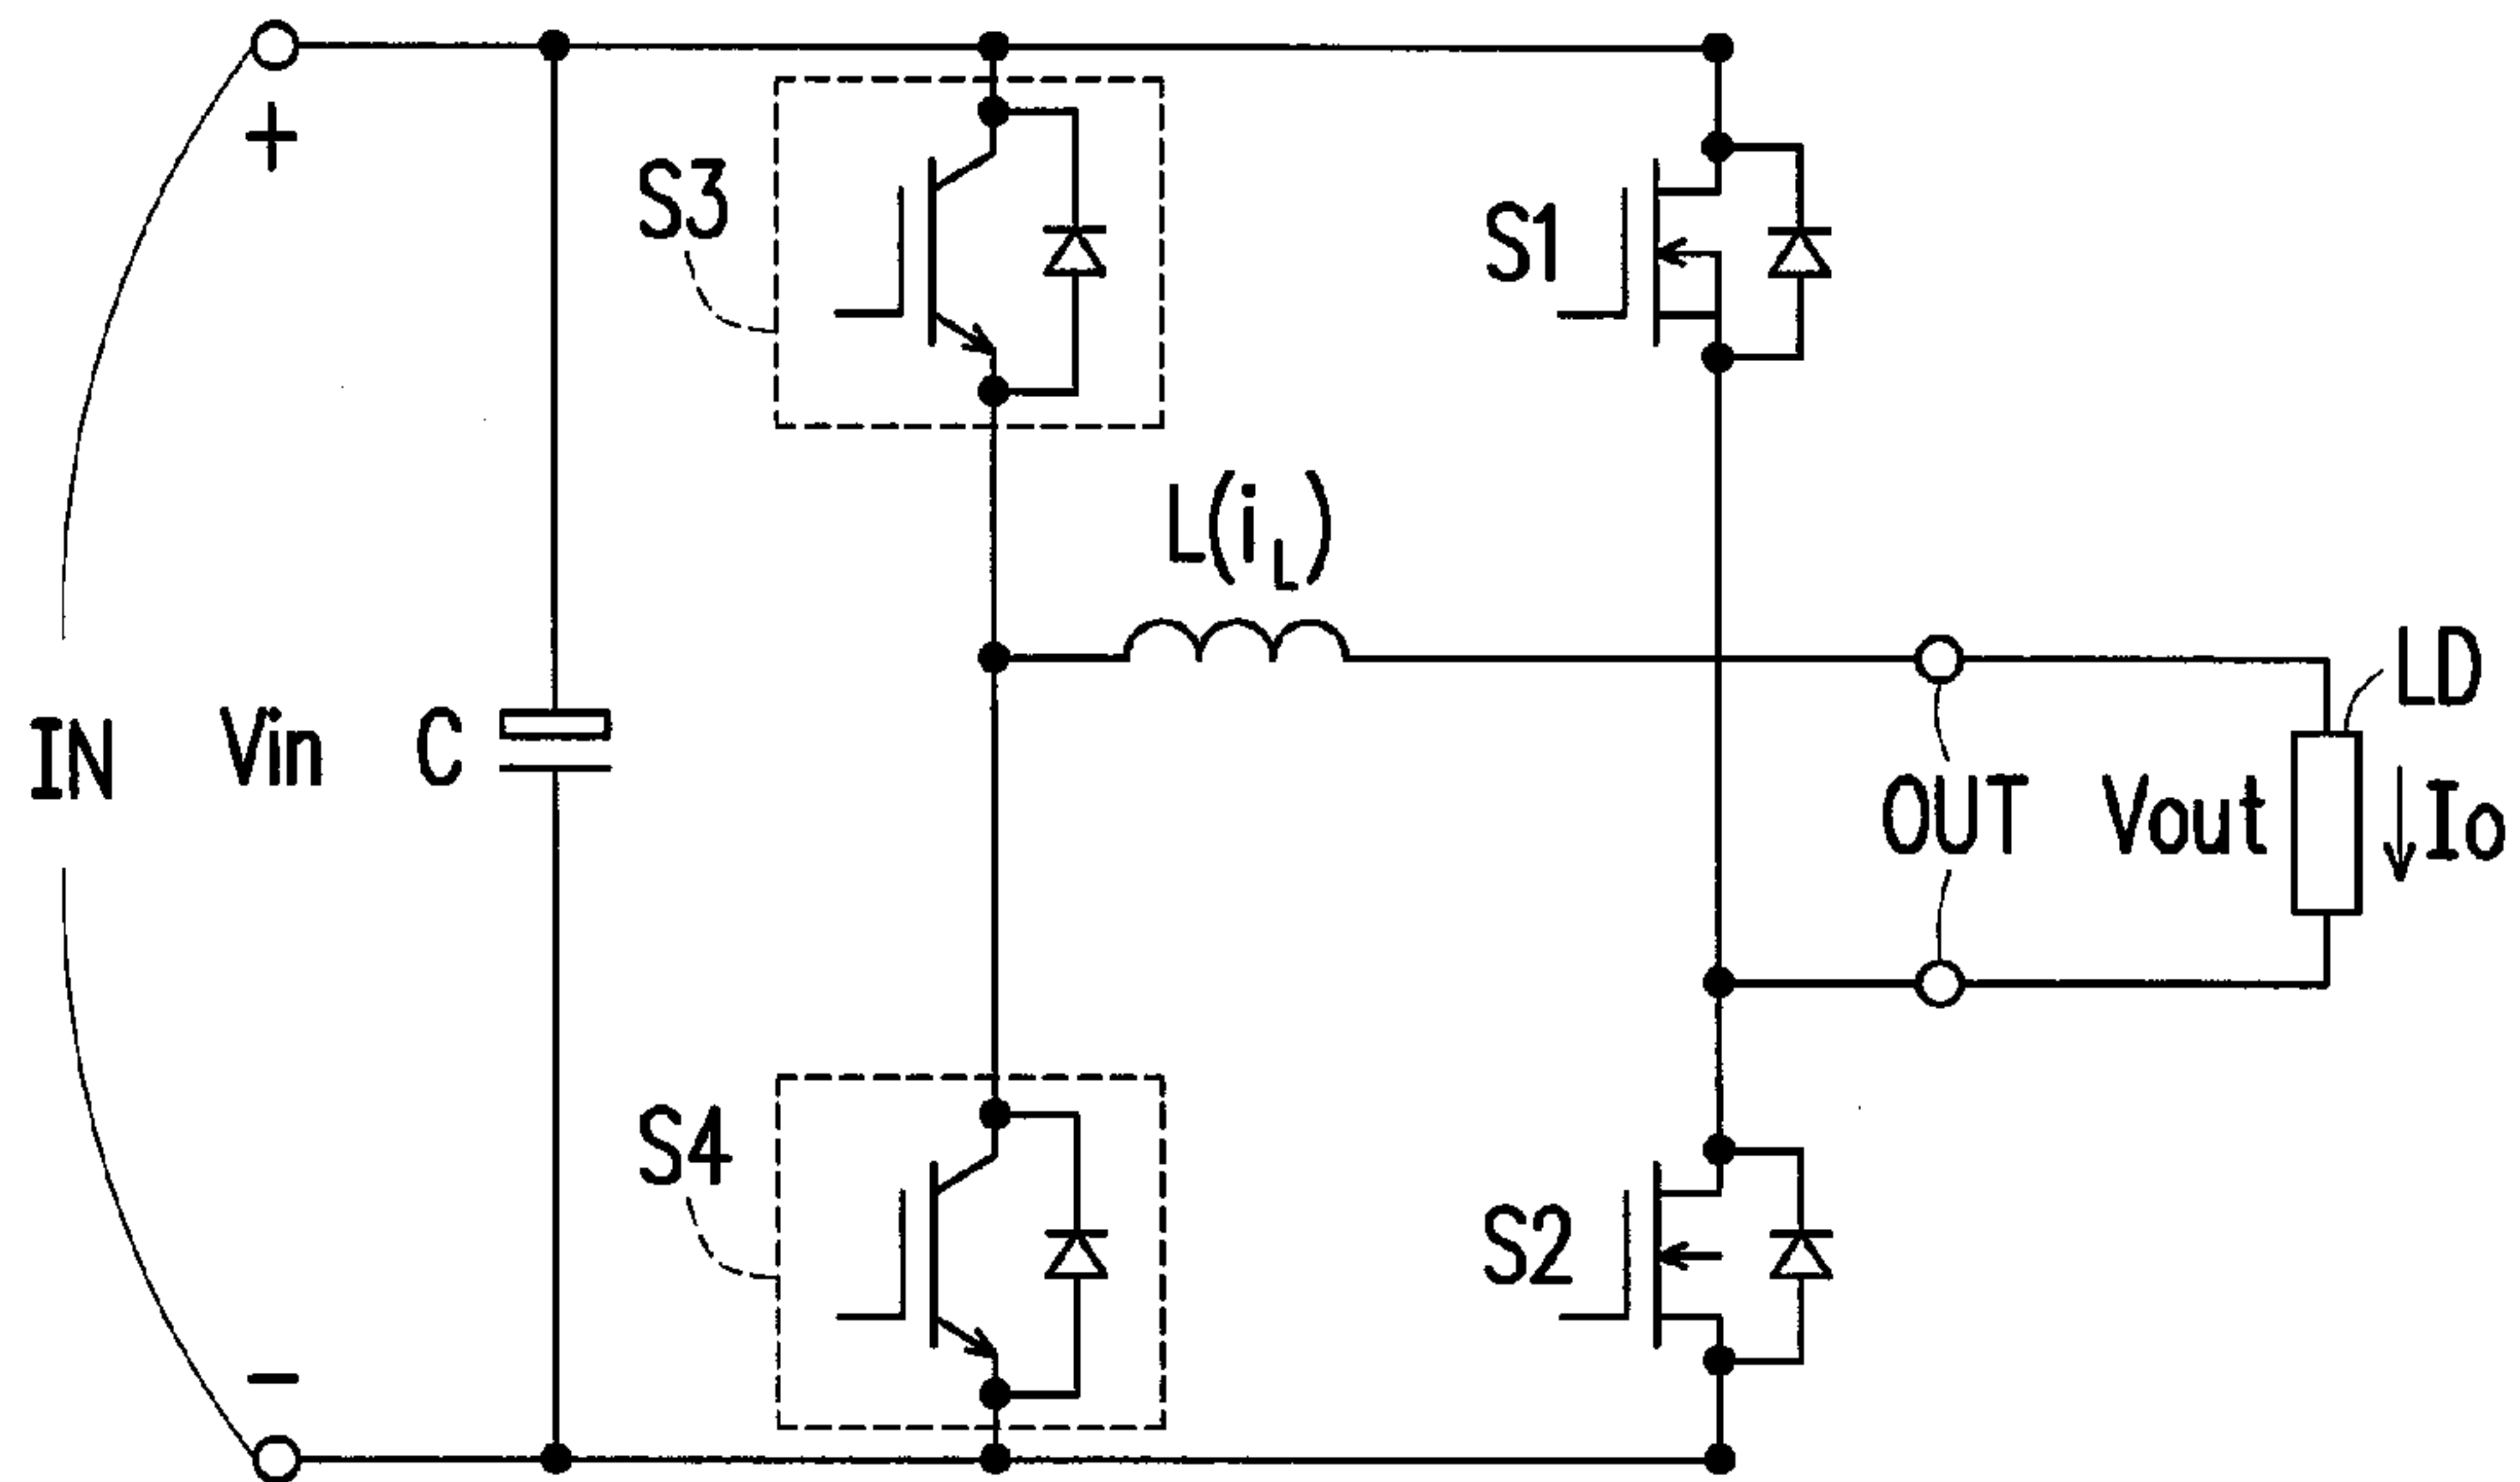 +
S3
S1
L(iL)
LD
IN
Vin
C
OUT
Vout
Io
S4
S2
−